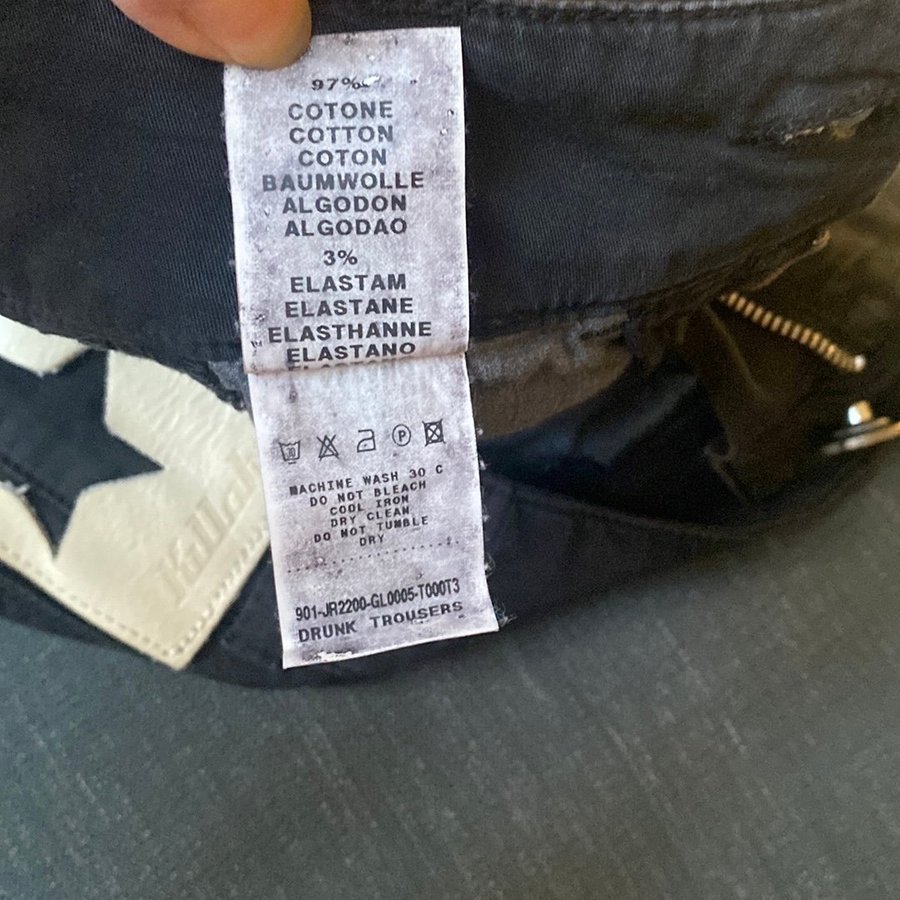 97%
COTONE
COTTON
COTON
BAUMWOLLE
ALGODON
ALGODAO
3%
ELASTAM
ELASTANE
ELASTHANNE
ELASTANO
30
P
MACHINE WASH 30 C
DO NOT BLEACH
COOL IRON
DRY CLEAN
DO NOT TUMBLE
DRY
901-JR2200-GL0005-T000T3
DRUNK TROUSERS